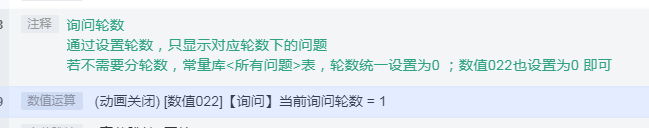 注释 询问轮数
通过设置轮数，只显示对应轮数下的问题
若不需要分轮数，常量库<所有问题>表，轮数统一设置为0 ；数值022也设置为0 即可
数值运算 (动画关闭) [数值022]【询问】当前询问轮数 = 1